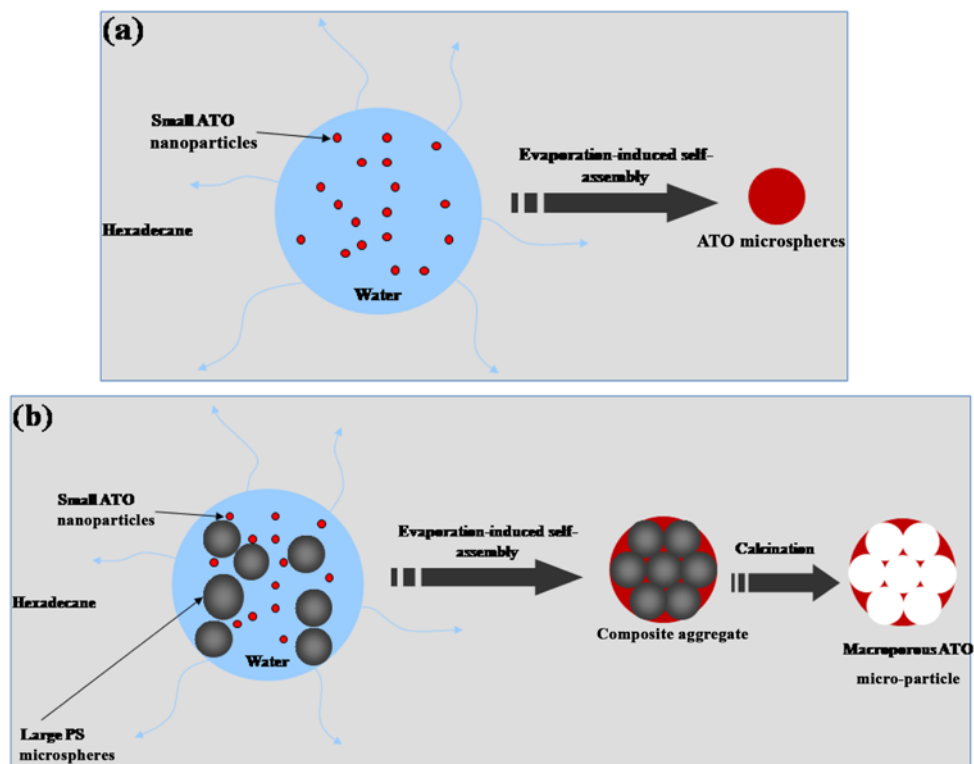 (a)
Small ATO
nanoparticles
Evaporation-induced self-
assembly
Hexadecane
ATO microspheres
Water
(b)
Small ATO
nanoparticles
Evaporation-induced self-
assembly
Calcination
Hexadecane
Composite aggregate
Macroporous ATO
micro-particle
Water
Large PS
microspheres